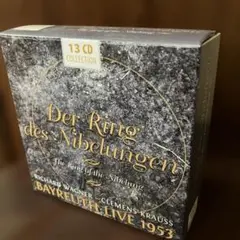 13 CD
COLLECTION
Der Ring
des Nibelungen
The Ring of the Nibelung
RICHARD WAGNER · CLEMENS KRAUSS
BAYREUTH LIVE 1953